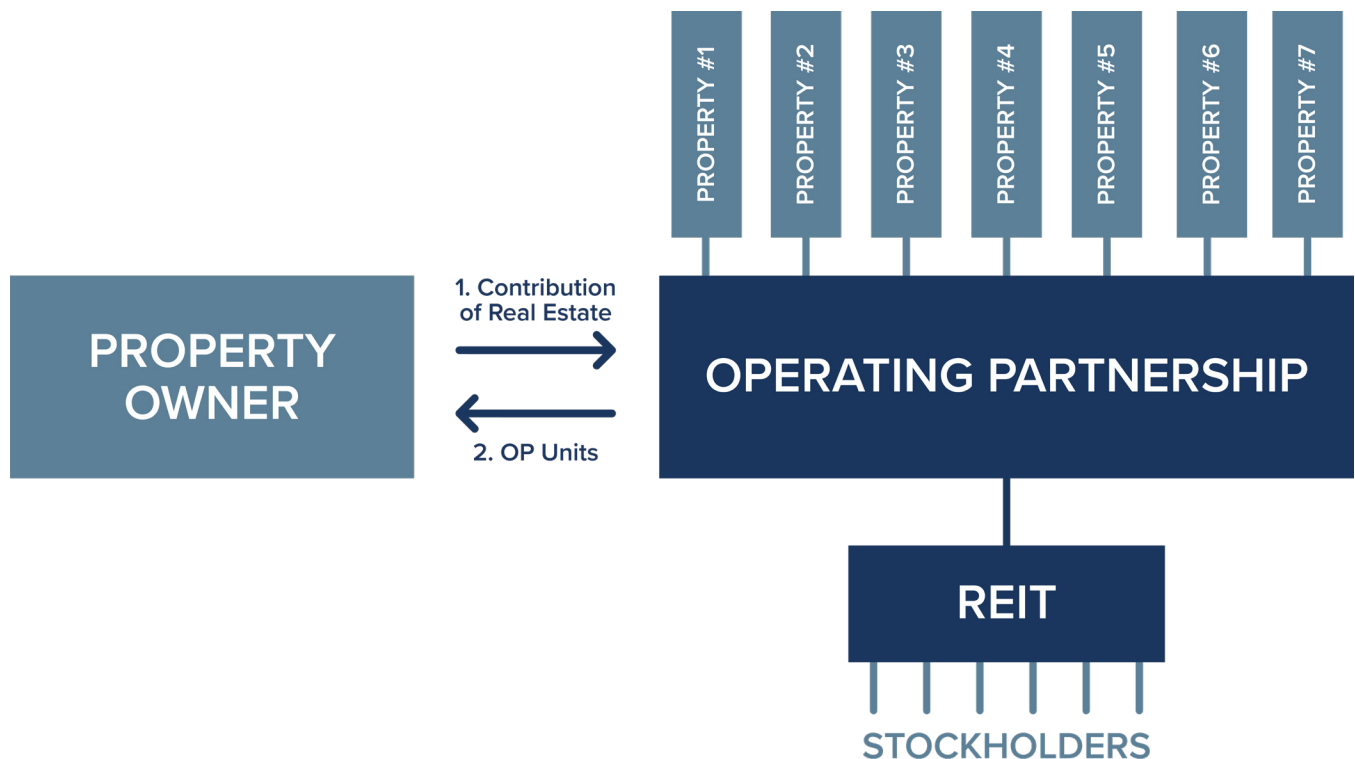 PROPERTY #1
PROPERTY #2
PROPERTY #3
PROPERTY #4
PROPERTY #5
PROPERTY #6
PROPERTY #7
PROPERTY
OWNER
1. Contribution
of Real Estate
2. OP Units
OPERATING PARTNERSHIP
REIT
STOCKHOLDERS